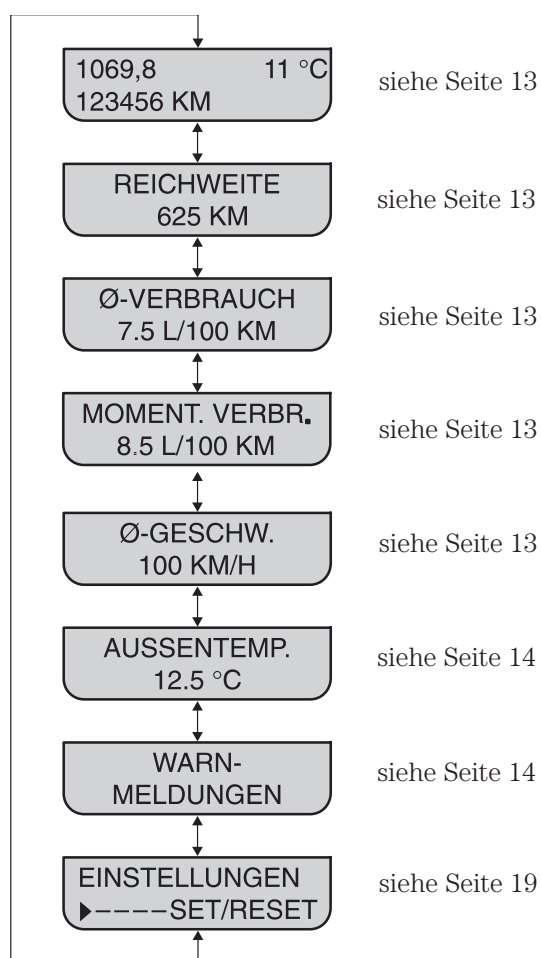 1069,8 11 °C
123456 KM
siehe Seite 13
REICHWEITE
625 KM
siehe Seite 13
Ø-VERBRAUCH
7.5 L/100 KM
siehe Seite 13
MOMENT. VERBR.
8.5 L/100 KM
siehe Seite 13
Ø-GESCHW.
100 KM/H
siehe Seite 13
AUSSENTEMP.
12.5 °C
siehe Seite 14
WARN-
MELDUNGEN
siehe Seite 14
EINSTELLUNGEN
▶----SET/RESET
siehe Seite 19